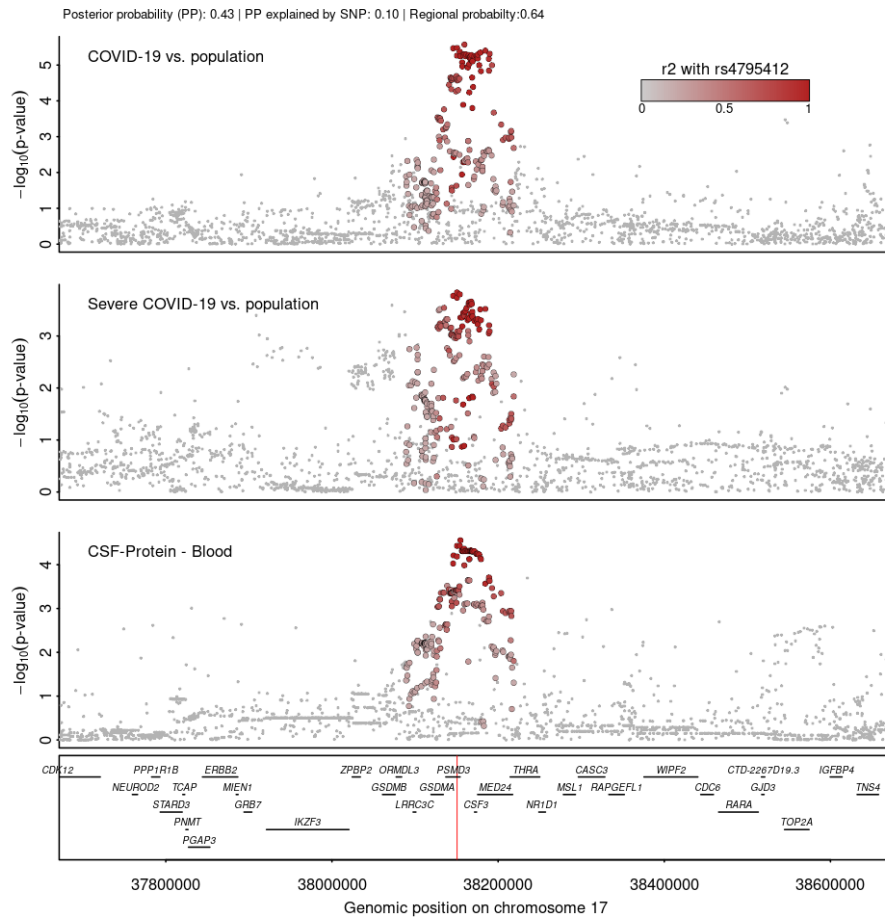 Posterior probability (PP): 0.43 | PP explained by SNP: 0.10 | Regional probabilty:0.64
COVID-19 vs. population
r2 with rs4795412
0 0.5 1
−log10(p-value)
5
4
3
2
1
0
Severe COVID-19 vs. population
−log10(p-value)
3
2
1
0
CSF-Protein - Blood
−log10(p-value)
4
3
2
1
0
CDK12 PPP1R1B ERBB2 ZPBP2 ORMDL3 PSMD3 THRA CASC3 WIPF2 CTD-2267D19.3 IGFBP4
NEUROD2 TCAP MIEN1 GSDMB GSDMA MED24 MSL1 RAPGEFL1 CDC6 GJD3 TNS4
STARD3 GRB7 LRRC3C CSF3 NR1D1 RARA
PNMT IKZF3 TOP2A
PGAP3
37800000 38000000 38200000 38400000 38600000
Genomic position on chromosome 17